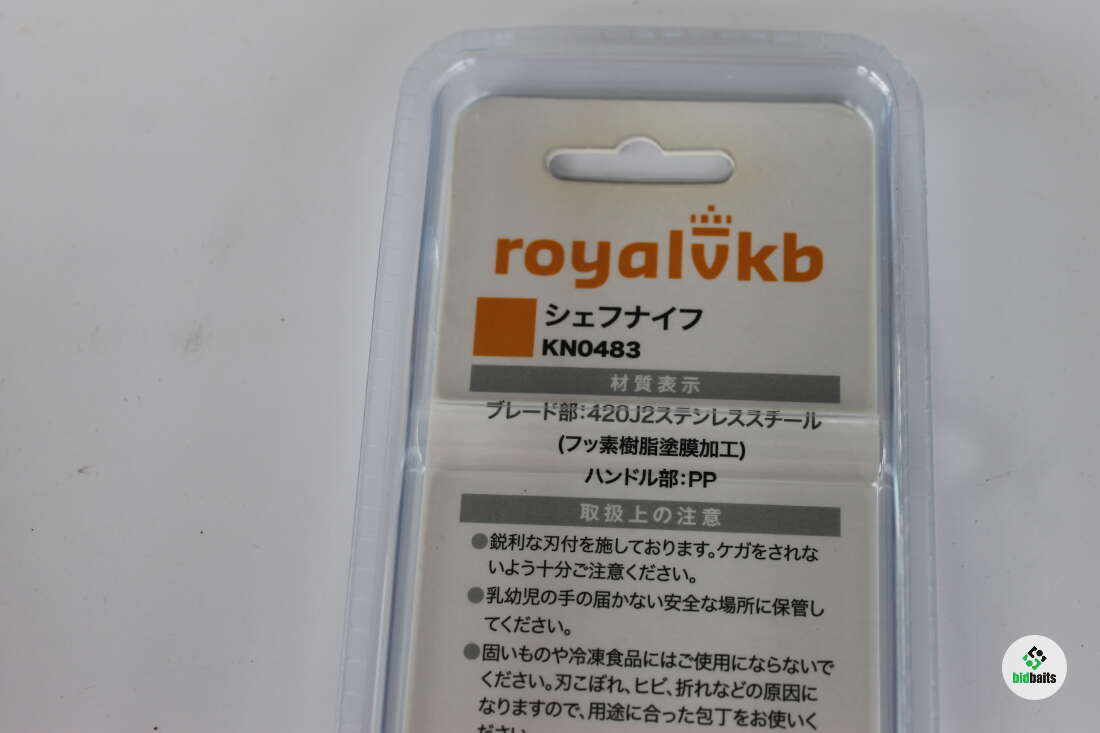 royalvkb
シェフナイフ
KN0483
材質表示
ブレード部:420J2ステンレススチール
(フッ素樹脂塗膜加工)
ハンドル部:PP
取扱上の注意
●鋭利な刃付を施しております。ケガをされな
いよう十分ご注意ください。
●乳幼児の手の届かない安全な場所に保管し
てください。
●固いものや冷凍食品にはご使用にならないで
ください。刃こぼれ、ヒビ、折れなどの原因に
なりますので、用途に合った包丁をお使いく
ださい。
bidbaits